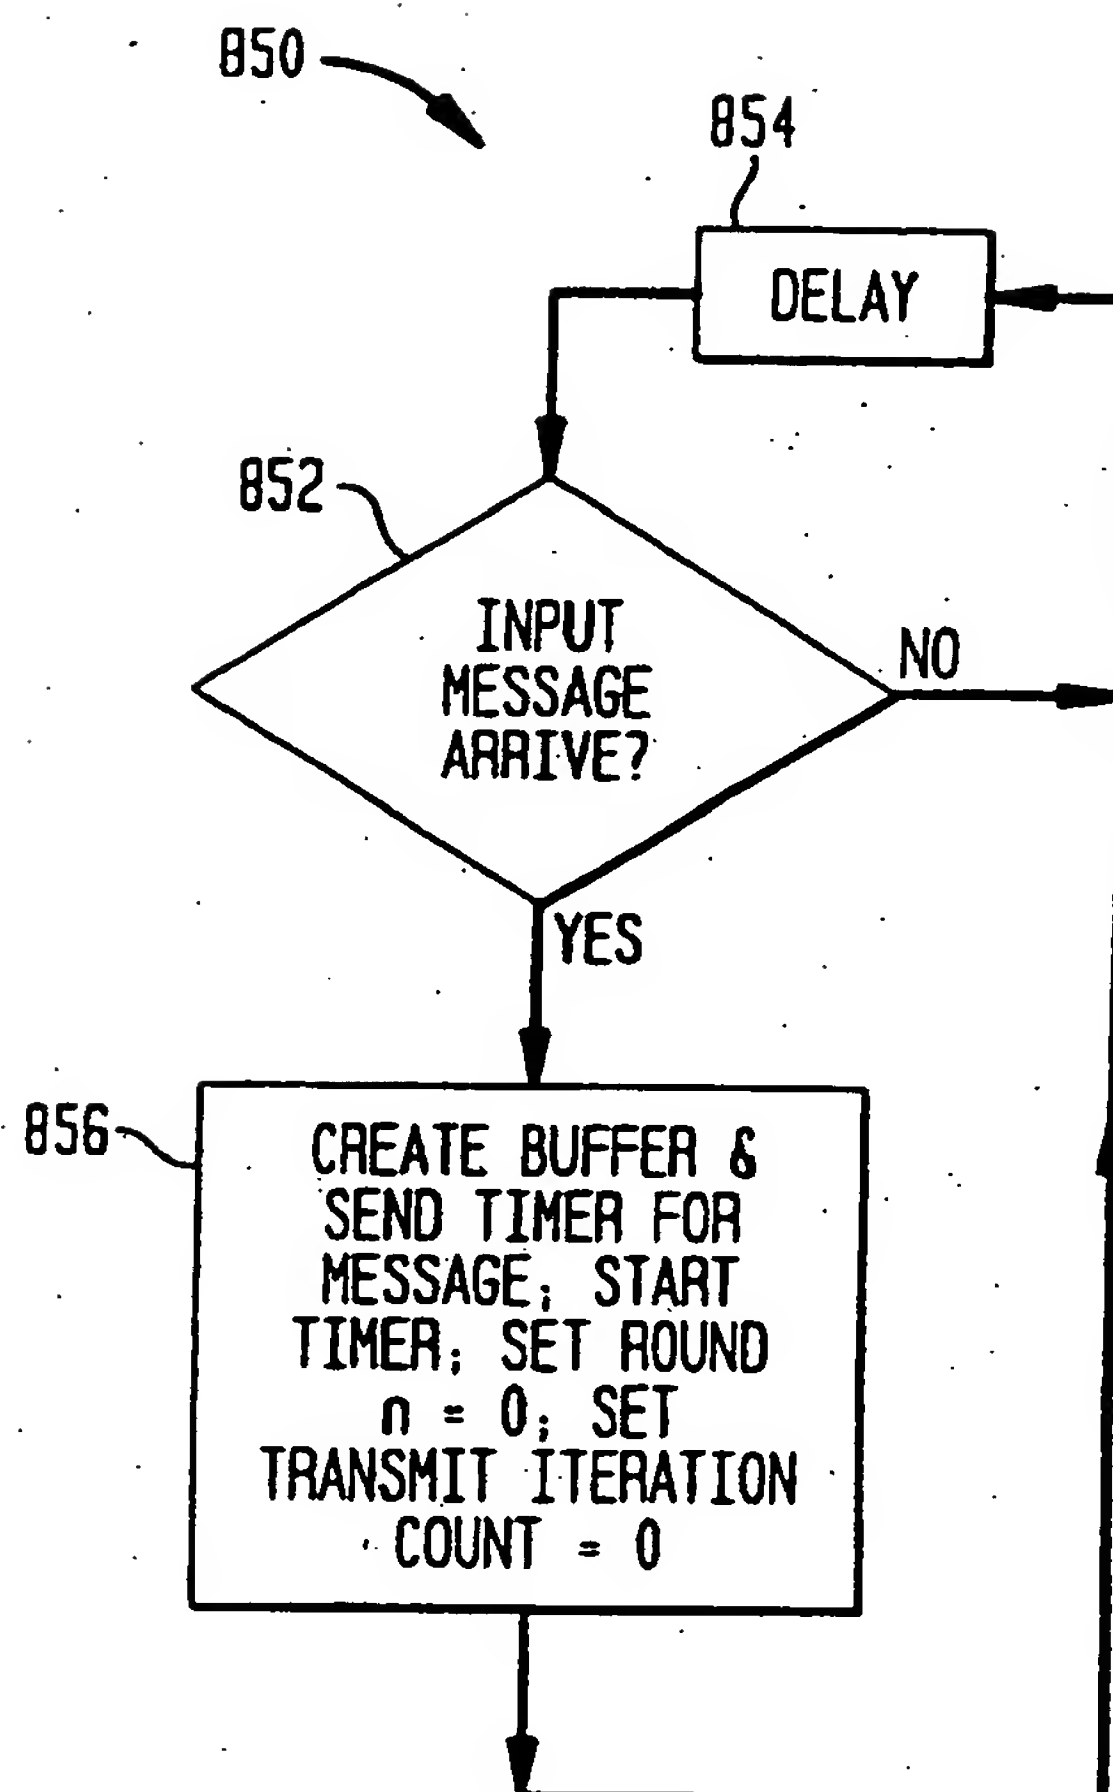 850
854
DELAY
852
INPUT
MESSAGE
ARRIVE?
NO
YES
856
CREATE BUFFER &
SEND TIMER FOR
MESSAGE; START
TIMER; SET ROUND
n = 0; SET
TRANSMIT ITERATION
COUNT = 0